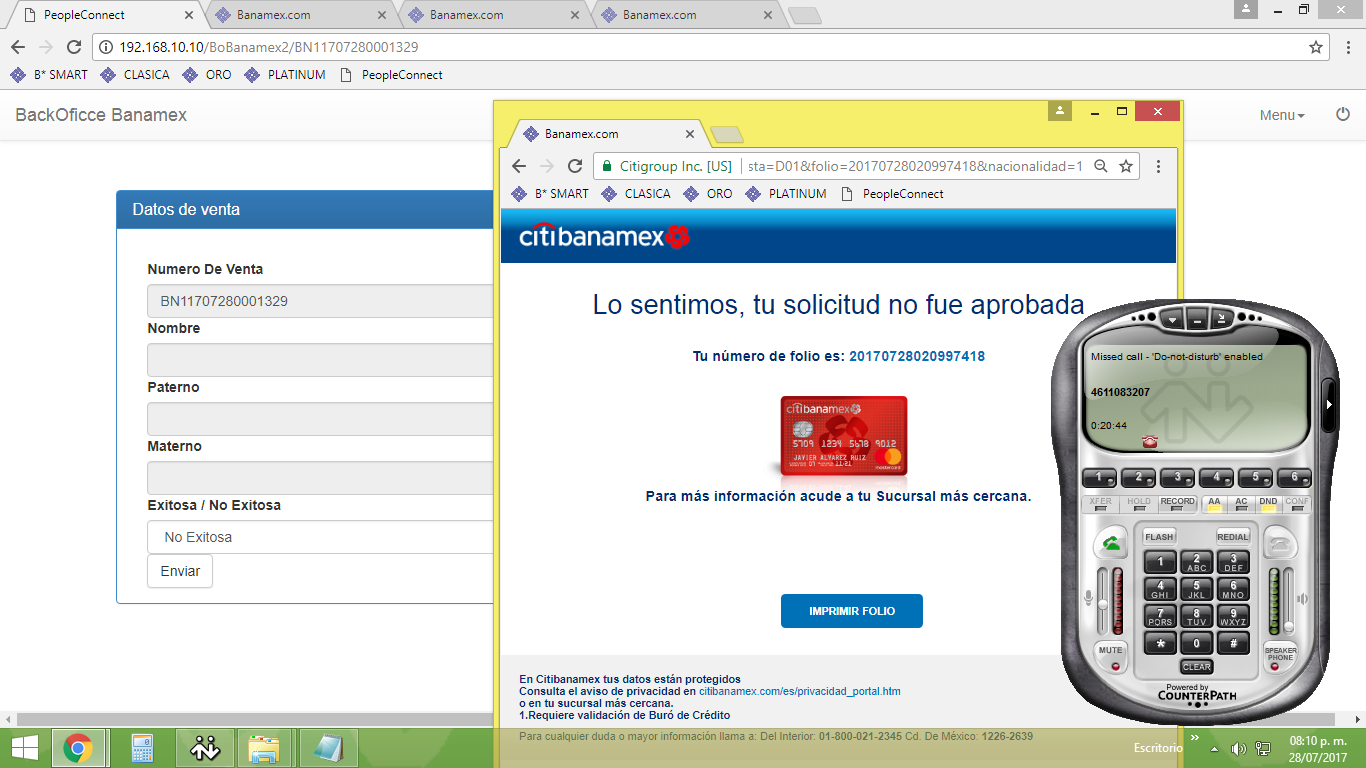 PeopleConnect
Banamex.com
Banamex.com
Banamex.com
192.168.10.10/BoBanamex2/BN11707280001329
B* SMART CLASICA ORO PLATINUM PeopleConnect
BackOficce Banamex
Menu
Datos de venta
Numero De Venta
BN11707280001329
Nombre
Paterno
Materno
Exitosa / No Exitosa
No Exitosa
Enviar
Banamex.com
Citigroup Inc. [US] sta=D01&folio=20170728020997418&nacionalidad=1
B* SMART CLASICA ORO PLATINUM PeopleConnect
citibanamex
Lo sentimos, tu solicitud no fue aprobada
Tu número de folio es: 20170728020997418
citibanamex
5709 1234 5678 9012
JAVIER ALVAREZ RUIZ
07 11/21
mastercard
Para más información acude a tu Sucursal más cercana.
IMPRIMIR FOLIO
En Citibanamex tus datos están protegidos
Consulta el aviso de privacidad en citibanamex.com/es/privacidad_portal.htm
o en tu sucursal más cercana.
1.Requiere validación de Buró de Crédito
Para cualquier duda o mayor información llama a: Del Interior: 01-800-021-2345 Cd. De México: 1226-2639
Missed call - 'Do-not-disturb' enabled
4611083207
0:20:44
1 2 3 4 5 6
XFER HOLD RECORD AA AC DND CONF
FLASH REDIAL
1 2 ABC 3 DEF
4 GHI 5 JKL 6 MNO
7 PQRS 8 TUV 9 WXYZ
* 0 #
MUTE
SPEAKER PHONE
CLEAR
Powered by
COUNTERPATH
Escritorio
08:10 p. m.
28/07/2017